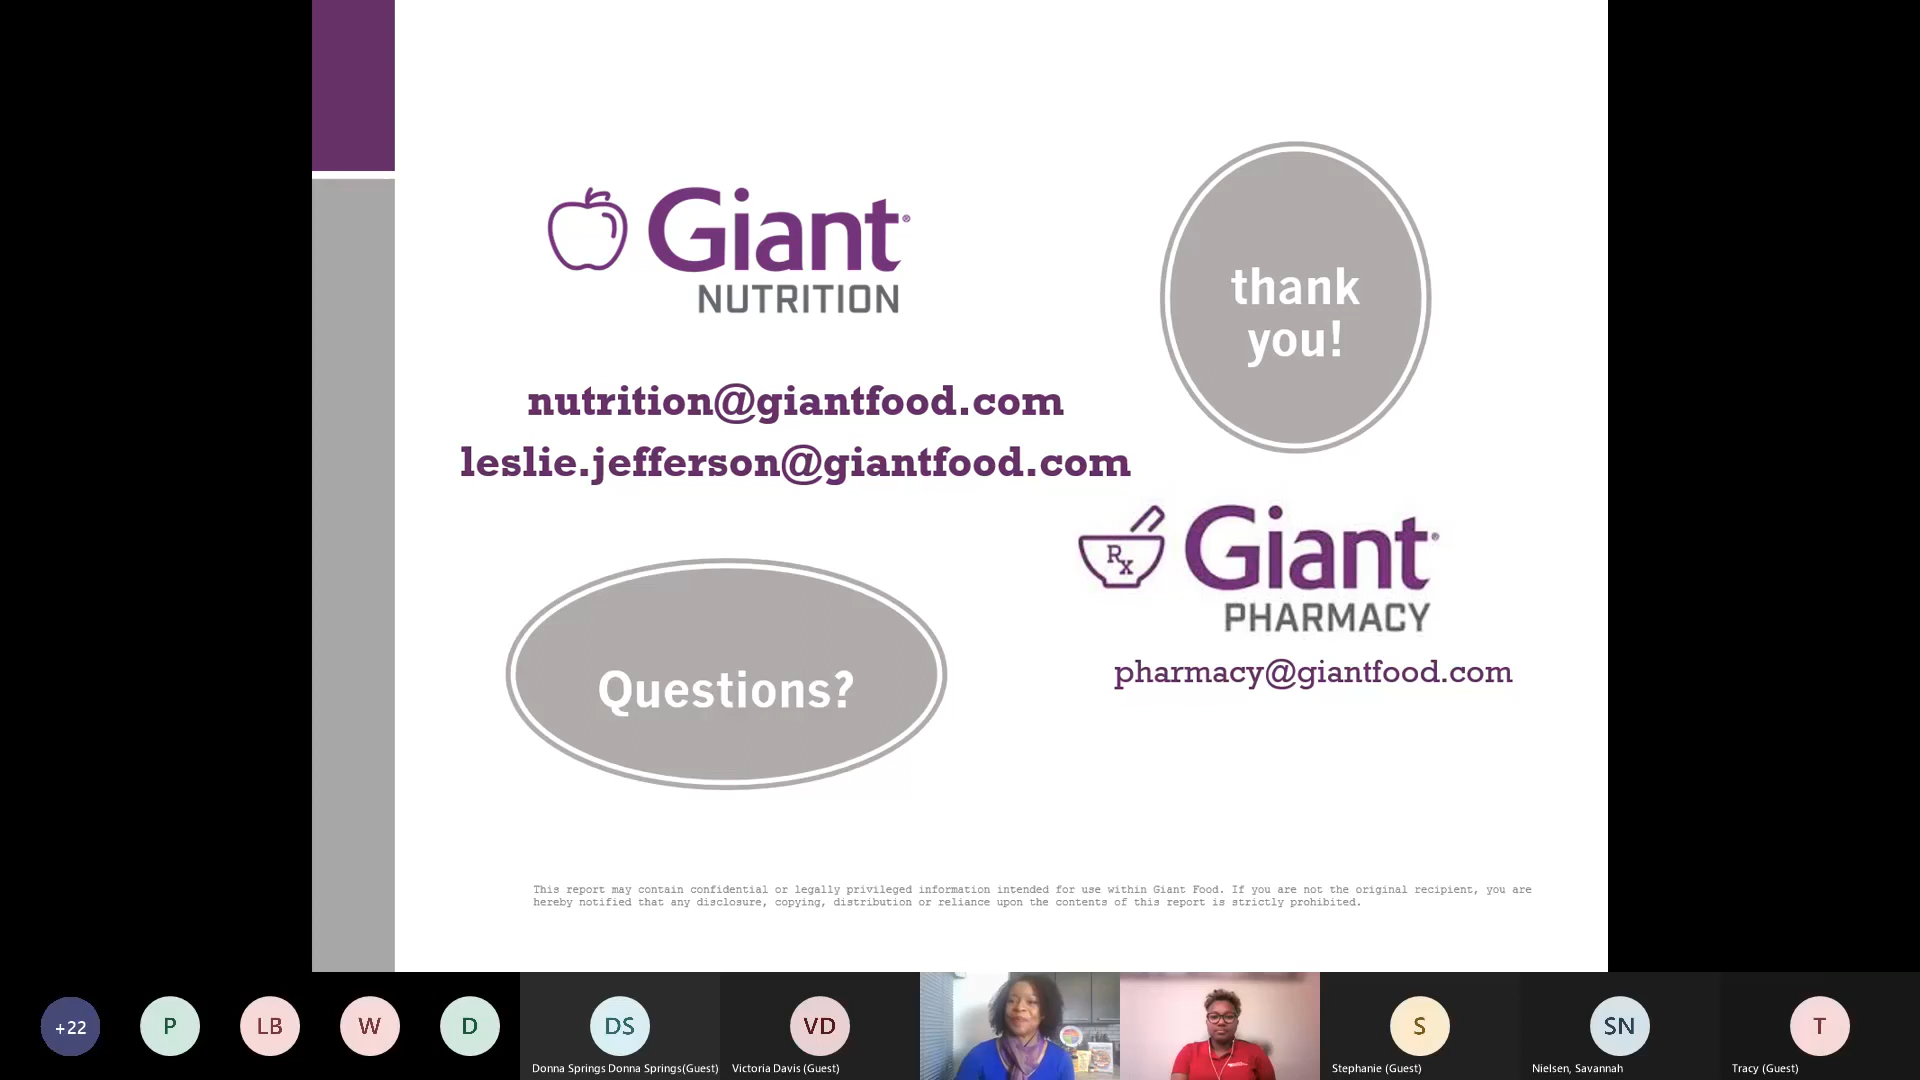 Giant®
NUTRITION
thank
you!
nutrition@giantfood.com
leslie.jefferson@giantfood.com
Rx
Giant®
PHARMACY
pharmacy@giantfood.com
Questions?
This report may contain confidential or legally privileged information intended for use within Giant Food. If you are not the original recipient, you are
hereby notified that any disclosure, copying, distribution or reliance upon the contents of this report is strictly prohibited.
+22
P
LB
W
D
DS
Donna Springs Donna Springs(Guest)
VD
Victoria Davis (Guest)
S
Stephanie (Guest)
SN
Nielsen, Savannah
T
Tracy (Guest)